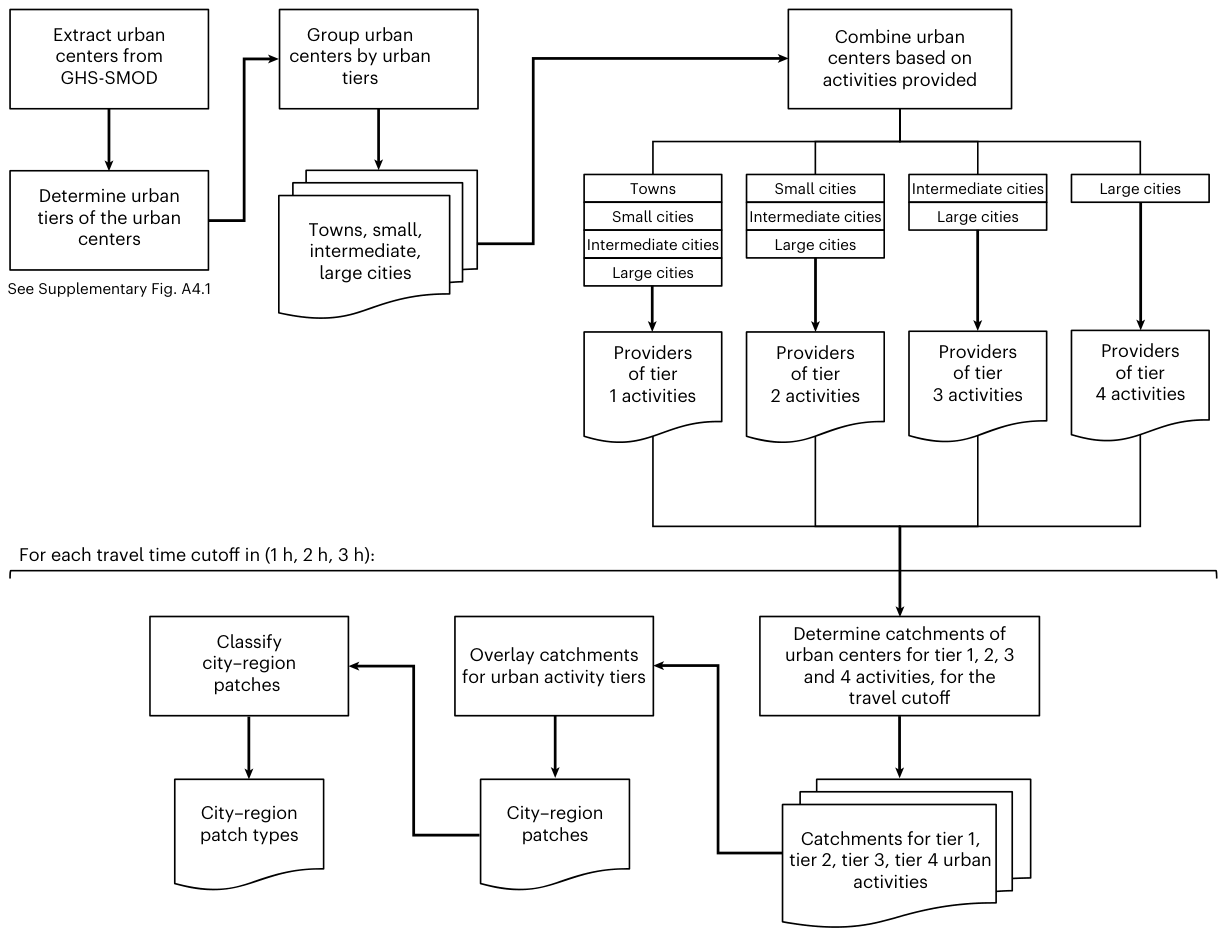 Extract urban
centers from
GHS-SMOD
Group urban
centers by urban
tiers
Combine urban
centers based on
activities provided
Determine urban
tiers of the urban
centers
See Supplementary Fig. A4.1
Towns, small,
intermediate,
large cities
Towns
Small cities
Intermediate cities
Large cities
Small cities
Intermediate cities
Large cities
Intermediate cities
Large cities
Large cities
Providers
of tier
1 activities
Providers
of tier
2 activities
Providers
of tier
3 activities
Providers
of tier
4 activities
For each travel time cutoff in (1 h, 2 h, 3 h):
Determine catchments of
urban centers for tier 1, 2, 3
and 4 activities, for the
travel cutoff
Overlay catchments
for urban activity tiers
Classify
city–region
patches
Catchments for tier 1,
tier 2, tier 3, tier 4 urban
activities
City–region
patches
City–region
patch types